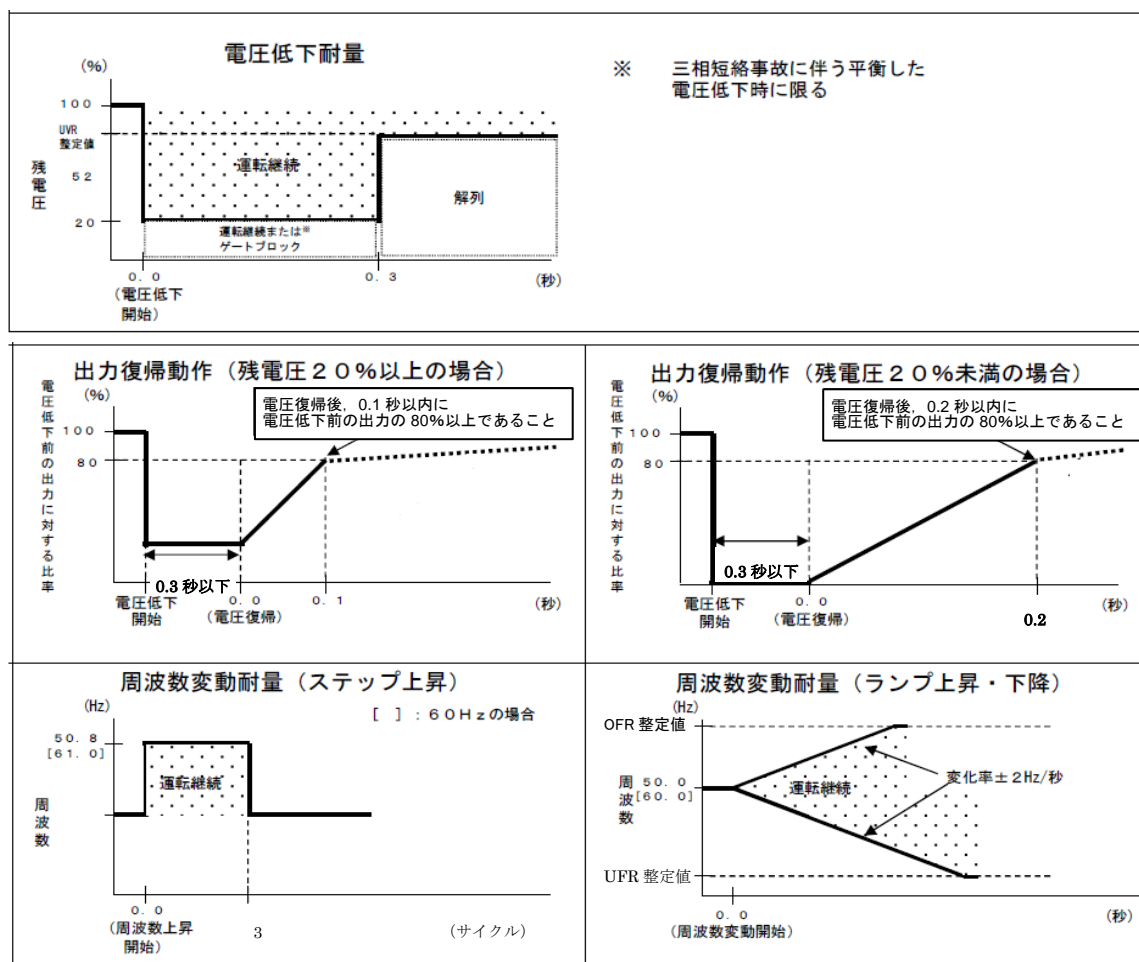 電圧低下耐量
(%)
100
UVR
整定値
52
20
残電圧
運転継続
運転継続または※
ゲートブロック
解列
0.0
(電圧低下
開始)
0.3
(秒)
※ 三相短絡事故に伴う平衡した
電圧低下時に限る
出力復帰動作(残電圧20%以上の場合)
(%)
電圧低下前の出力に対する比率
電圧復帰後，0.1秒以内に
電圧低下前の出力の80%以上であること
100
80
0.3秒以下
電圧低下
開始
0.0
(電圧復帰)
0.1
(秒)
出力復帰動作(残電圧20%未満の場合)
(%)
電圧低下前の出力に対する比率
電圧復帰後，0.2秒以内に
電圧低下前の出力の80%以上であること
100
80
0.3秒以下
電圧低下
開始
0.0
(電圧復帰)
0.2
(秒)
周波数変動耐量(ステップ上昇)
(Hz)
[ ]:60Hzの場合
50.8
[61.0]
運転継続
周波数
0.0
(周波数上昇
開始)
3
(サイクル)
周波数変動耐量(ランプ上昇・下降)
(Hz)
OFR整定値
変化率±2Hz/秒
周波数
50.0
[60.0]
運転継続
UFR整定値
0.0
(周波数変動開始)
(秒)